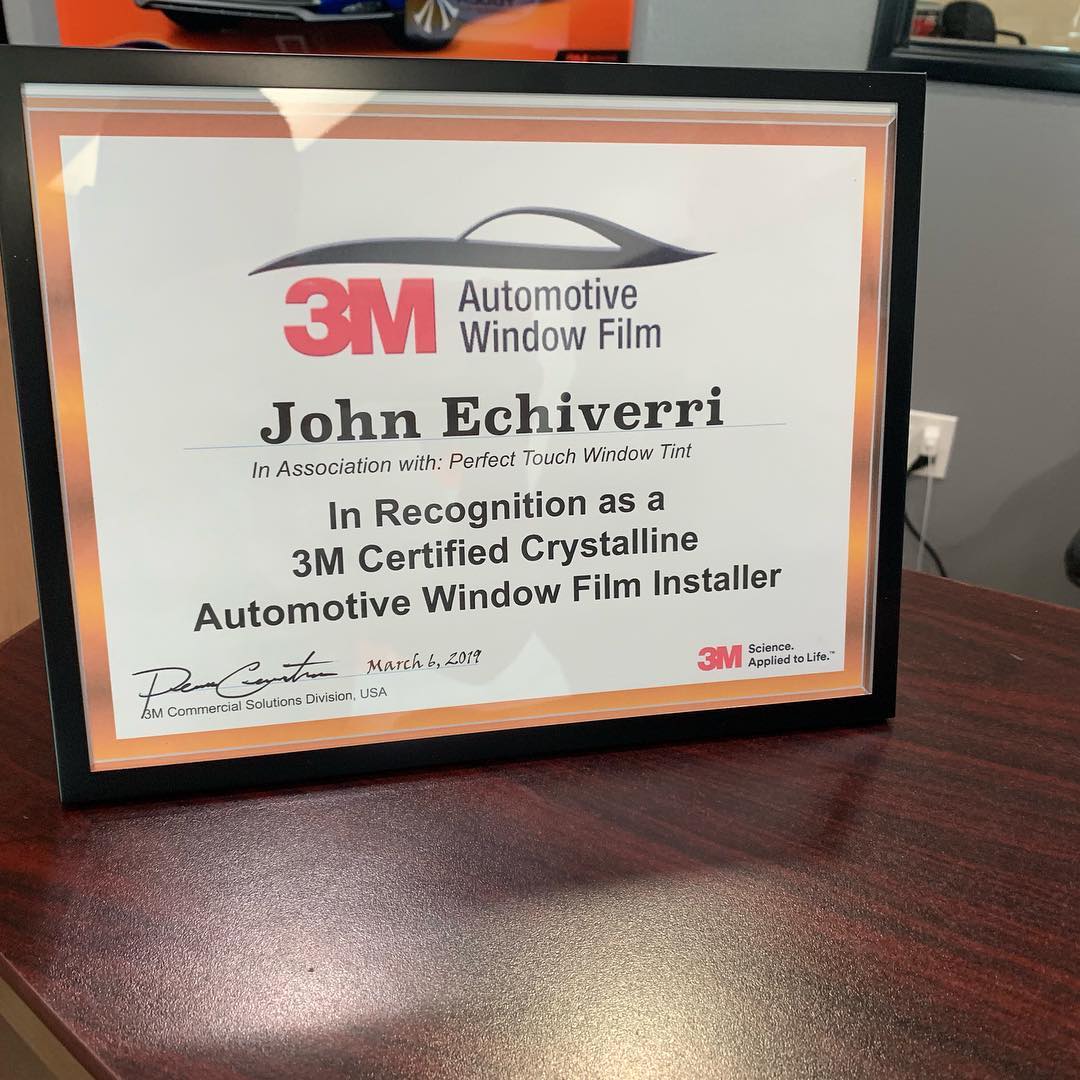 3M Automotive
Window Film
John Echiverri
In Association with: Perfect Touch Window Tint
In Recognition as a
3M Certified Crystalline
Automotive Window Film Installer
March 6, 2019
3M Commercial Solutions Division, USA
3M Science.
Applied to Life.™